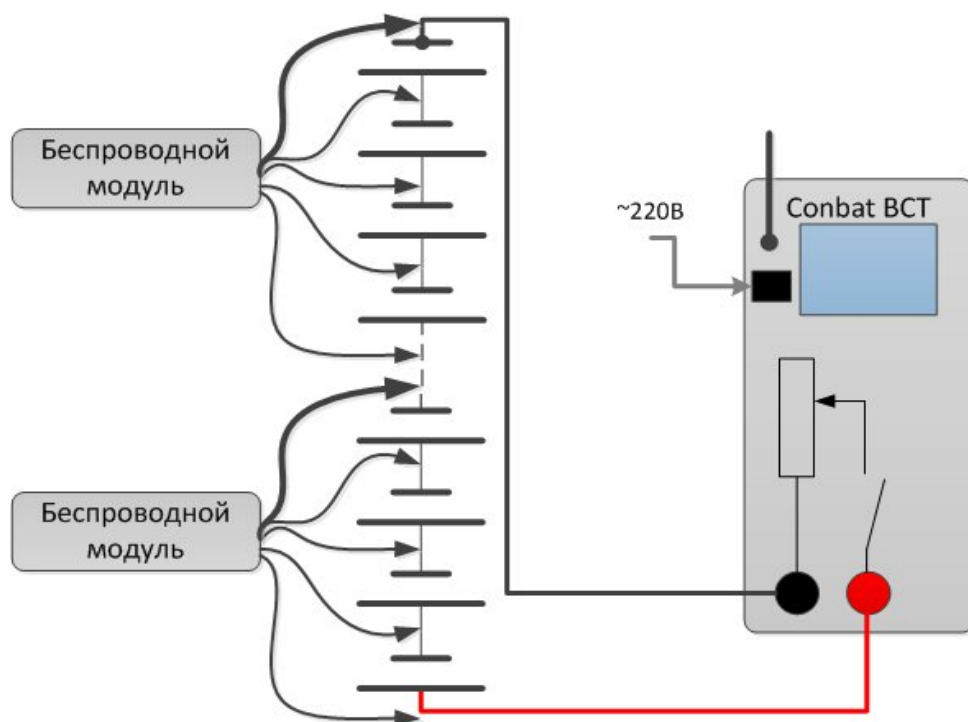 Беспроводной
модуль
~220В
Conbat BCT
Беспроводной
модуль